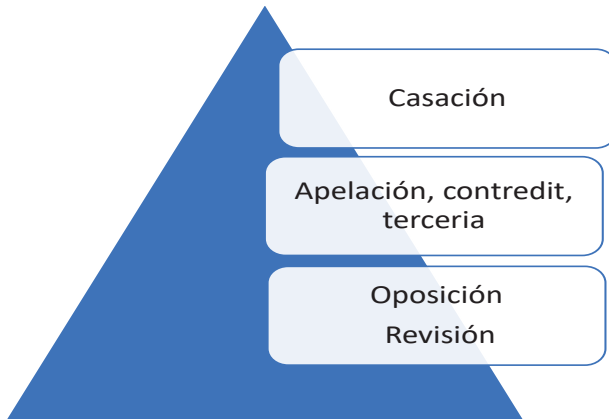 Casación
Apelación, contredit,
terceria
Oposición
Revisión